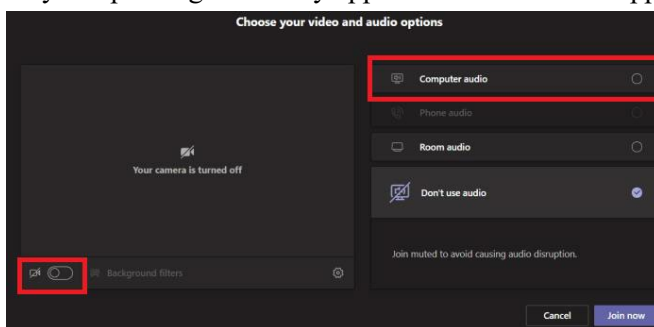 Choose your video and audio options
Computer audio
Phone audio
Your camera is turned off
Room audio
Don't use audio
Join muted to avoid causing audio disruption.
Background filters
Cancel
Join now